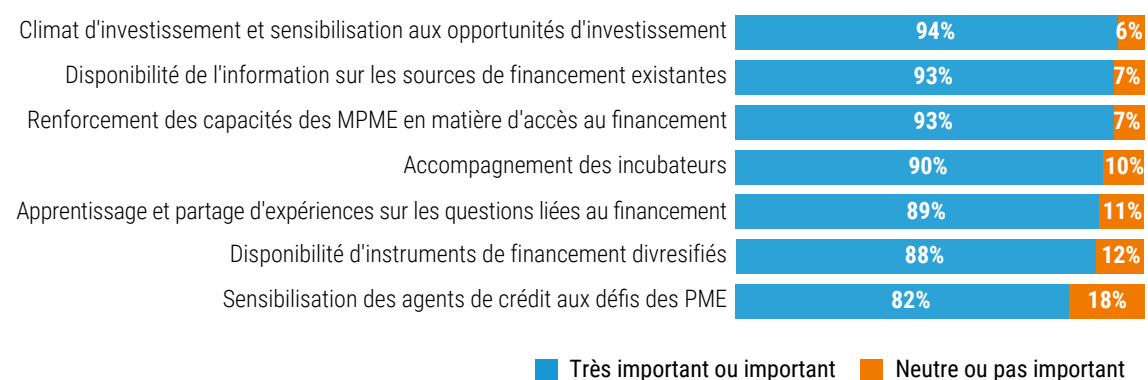 Climat d'investissement et sensibilisation aux opportunités d'investissement 94% 6%
Disponibilité de l'information sur les sources de financement existantes 93% 7%
Renforcement des capacités des MPME en matière d'accès au financement 93% 7%
Accompagnement des incubateurs 90% 10%
Apprentissage et partage d'expériences sur les questions liées au financement 89% 11%
Disponibilité d'instruments de financement divresifiés 88% 12%
Sensibilisation des agents de crédit aux défis des PME 82% 18%
Très important ou important Neutre ou pas important